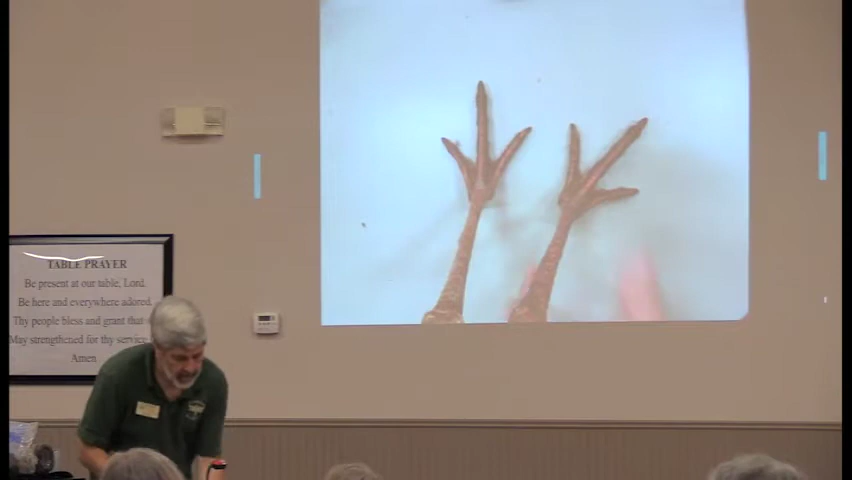 TABLE PRAYER
Be present at our table, Lord.
Be here and everywhere adored.
Thy people bless and grant that
May strengthened for thy service
Amen